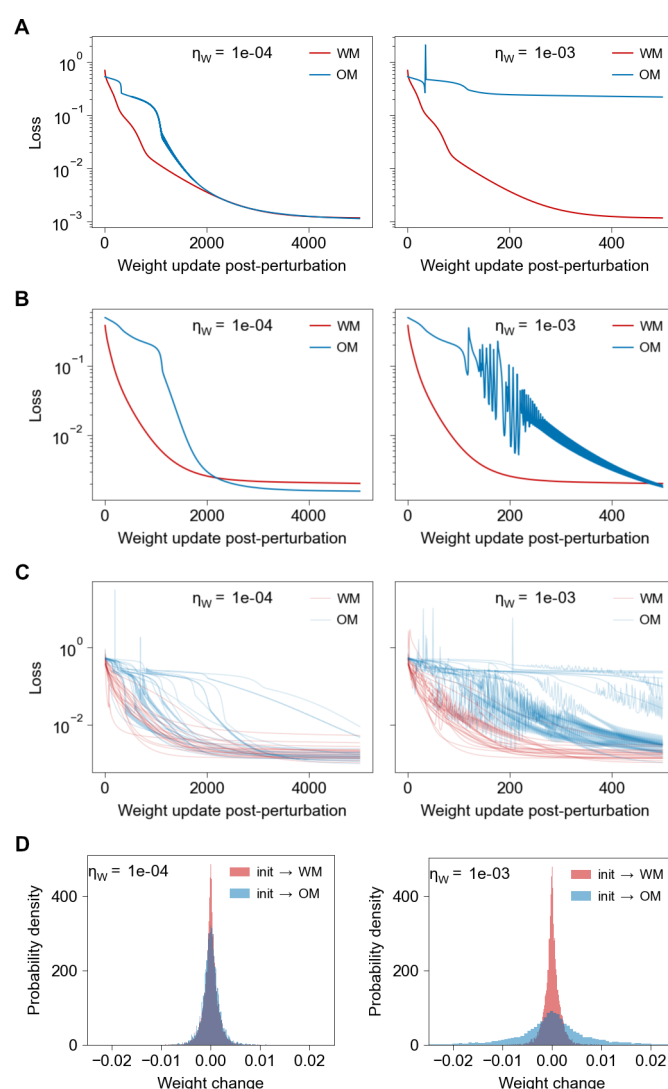 A
η_W = 1e-04
WM
OM
η_W = 1e-03
WM
OM
Loss
10⁰
10⁻¹
10⁻²
10⁻³
0 2000 4000
0 200 400
Weight update post-perturbation
Weight update post-perturbation
B
η_W = 1e-04
WM
OM
η_W = 1e-03
WM
OM
Loss
10⁻¹
10⁻²
0 2000 4000
0 200 400
Weight update post-perturbation
Weight update post-perturbation
C
η_W = 1e-04
WM
OM
η_W = 1e-03
WM
OM
Loss
10⁰
10⁻²
0 2000 4000
0 200 400
Weight update post-perturbation
Weight update post-perturbation
D
η_W = 1e-04
init → WM
init → OM
Probability density
400
200
0
−0.02 −0.01 0.00 0.01 0.02
Weight change
η_W = 1e-03
init → WM
init → OM
Probability density
400
200
0
−0.02 −0.01 0.00 0.01 0.02
Weight change